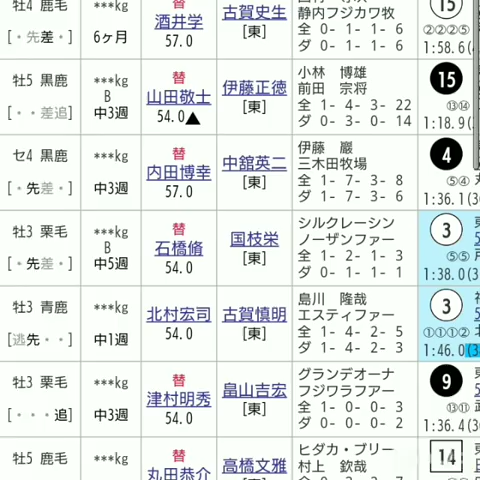 牡4 鹿毛 ***kg 替 古賀史生 15
[・先差・] 6ヶ月 酒井学 [東] 静内フジカワ牧
57.0 全 0- 1- 1- 6 ②②②⑤
ダ 0- 1- 1- 6 1:58.6
牡5 黒鹿 ***kg 替 伊藤正徳 小林 博雄 15
B 山田敬士 [東] 前田 宗将
[・・差追] 中3週 54.0▲ 全 1- 4- 3- 22 ⑬⑭
ダ 0- 3- 0- 14 1:18.9
セ4 黒鹿 ***kg 替 中舘英二 伊藤 巖 4
[・先差・] 中3週 内田博幸 [東] 三木田牧場
57.0 全 1- 7- 3- 8 ⑤④
ダ 1- 7- 3- 6 1:36.1
牡3 栗毛 ***kg 替 国枝栄 シルクレーシン 3
B 石橋脩 [東] ノーザンファー
[・先差・] 中5週 54.0 全 1- 2- 1- 3 ⑤⑤
ダ 0- 1- 1- 1 1:38.0
牡3 青鹿 ***kg 北村宏司 古賀慎明 島川 隆哉 3
[逃先・・] 中1週 54.0 [東] エスティファー
全 1- 4- 2- 5 ①①①②
ダ 1- 4- 2- 3 1:46.0
牡3 栗毛 ***kg 替 畠山吉宏 グランデオーナ 9
[・・・追] 中3週 津村明秀 [東] フジワラフアー
54.0 全 1- 0- 0- 3 ⑬⑪
ダ 0- 0- 0- 2 1:36.4
牡5 鹿毛 ***kg 替 高橋文雅 ヒダカ・ブリー 14
丸田恭介 村上 欽哉